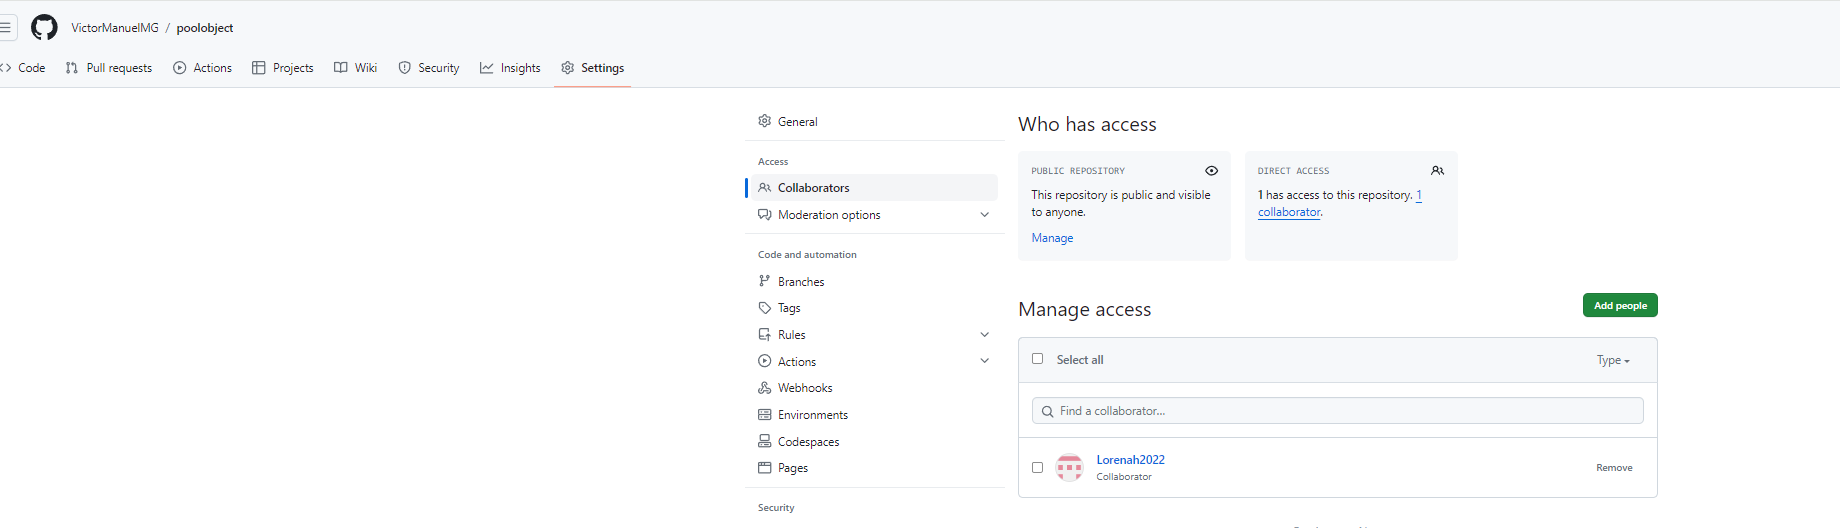 VictorManuelMG / poolobject
Code Pull requests Actions Projects Wiki Security Insights Settings
General
Access
Collaborators
Moderation options
Code and automation
Branches
Tags
Rules
Actions
Webhooks
Environments
Codespaces
Pages
Security
Who has access
PUBLIC REPOSITORY
This repository is public and visible
to anyone.
Manage
DIRECT ACCESS
1 has access to this repository. 1
collaborator.
Manage access
Add people
Select all
Type
Find a collaborator...
Lorenah2022
Collaborator
Remove